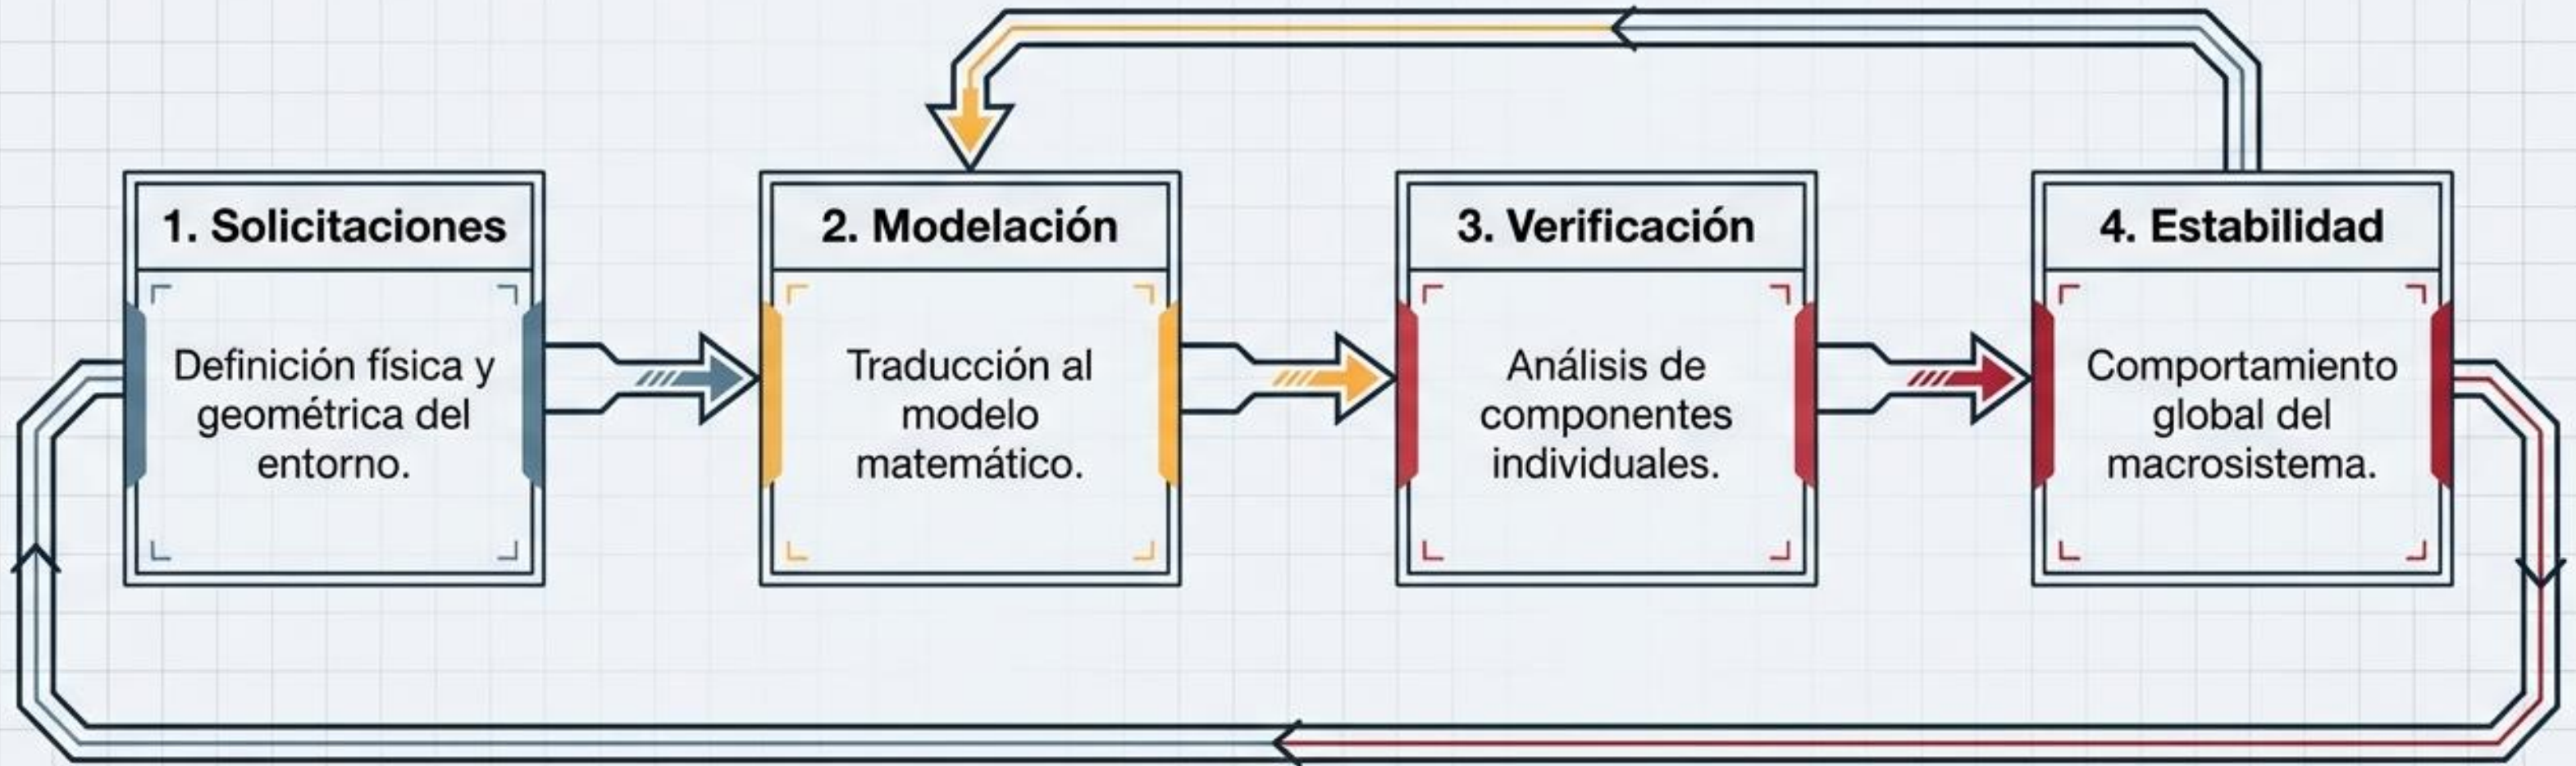 1. Solicitaciones
Definición física y
geométrica del
entorno.
2. Modelación
Traducción al
modelo
matemático.
3. Verificación
Análisis de
componentes
individuales.
4. Estabilidad
Comportamiento
global del
macrosistema.